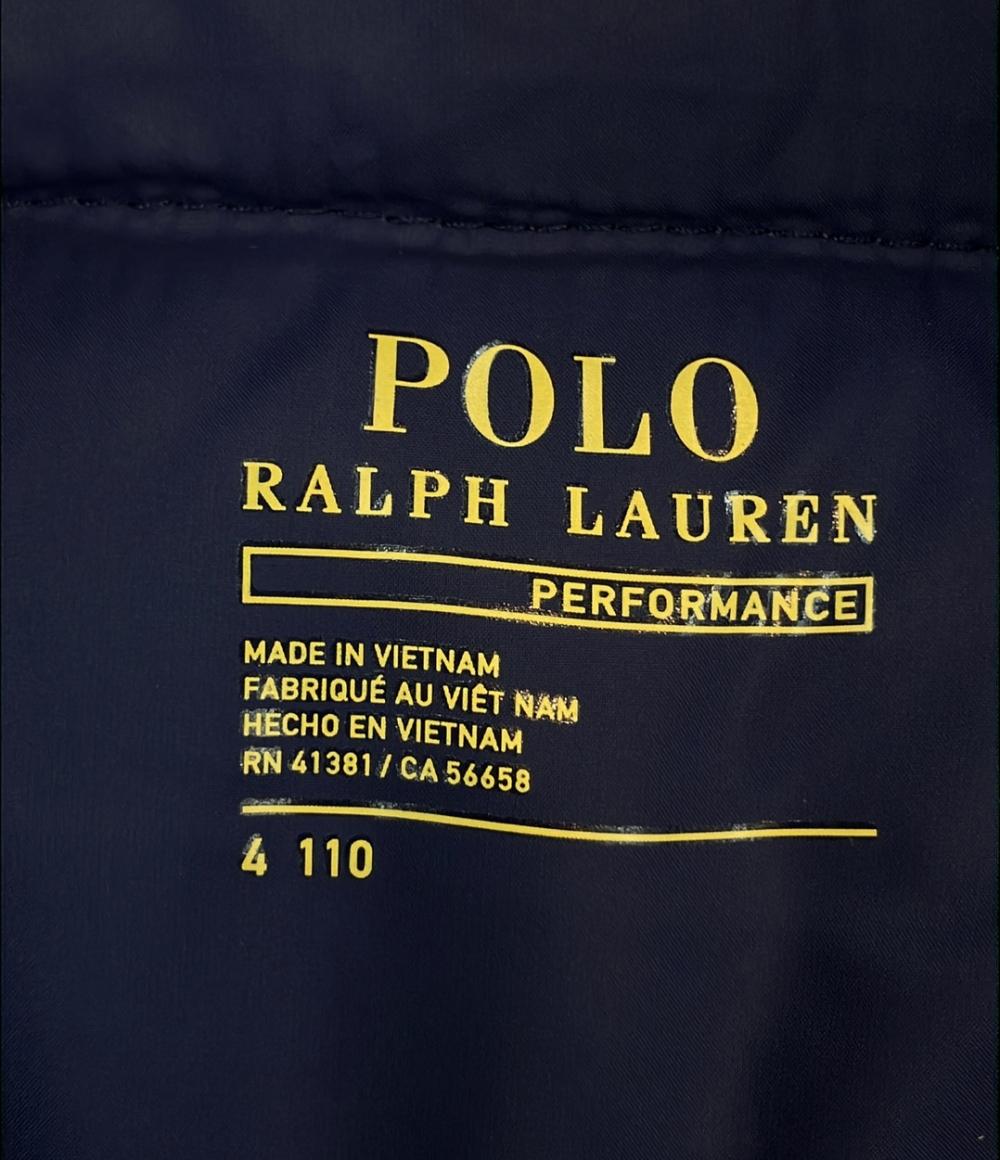 POLO
RALPH LAUREN
PERFORMANCE
MADE IN VIETNAM
FABRIQUÉ AU VIÊT NAM
HECHO EN VIETNAM
RN 41381 / CA 56658
4 110